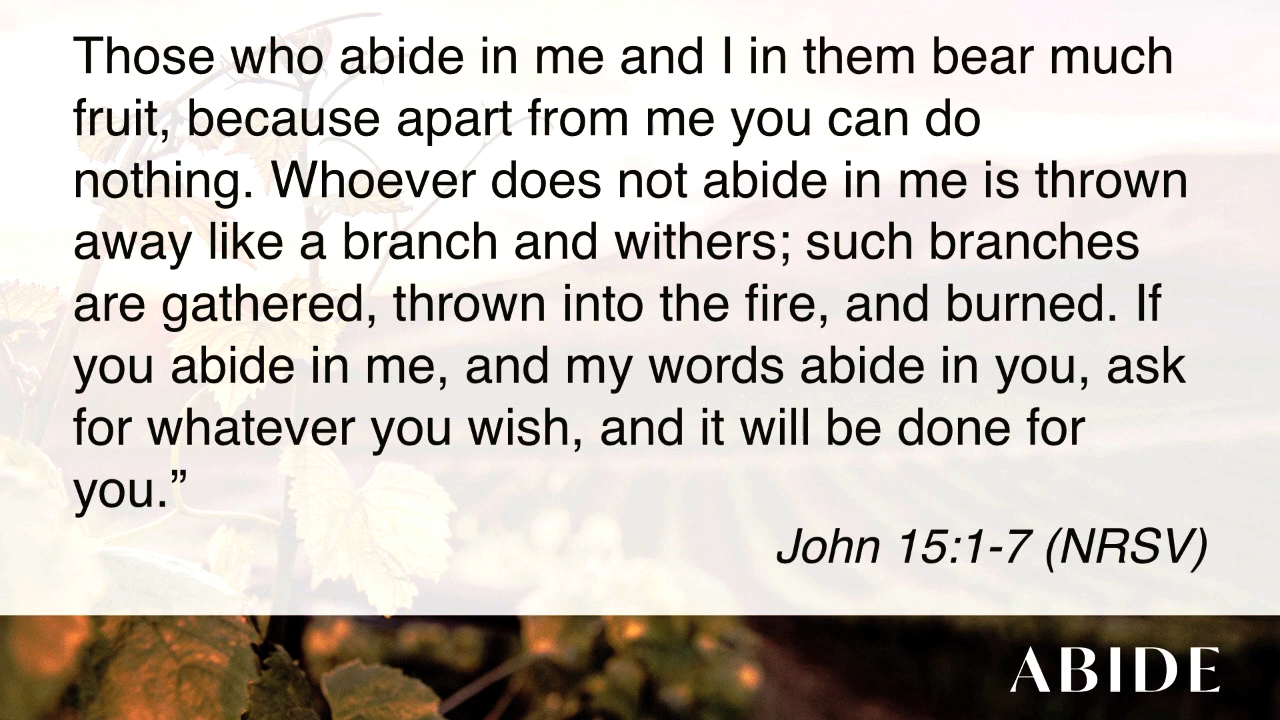 Those who abide in me and I in them bear much
fruit, because apart from me you can do
nothing. Whoever does not abide in me is thrown
away like a branch and withers; such branches
are gathered, thrown into the fire, and burned. If
you abide in me, and my words abide in you, ask
for whatever you wish, and it will be done for
you.”
John 15:1-7 (NRSV)
ABIDE